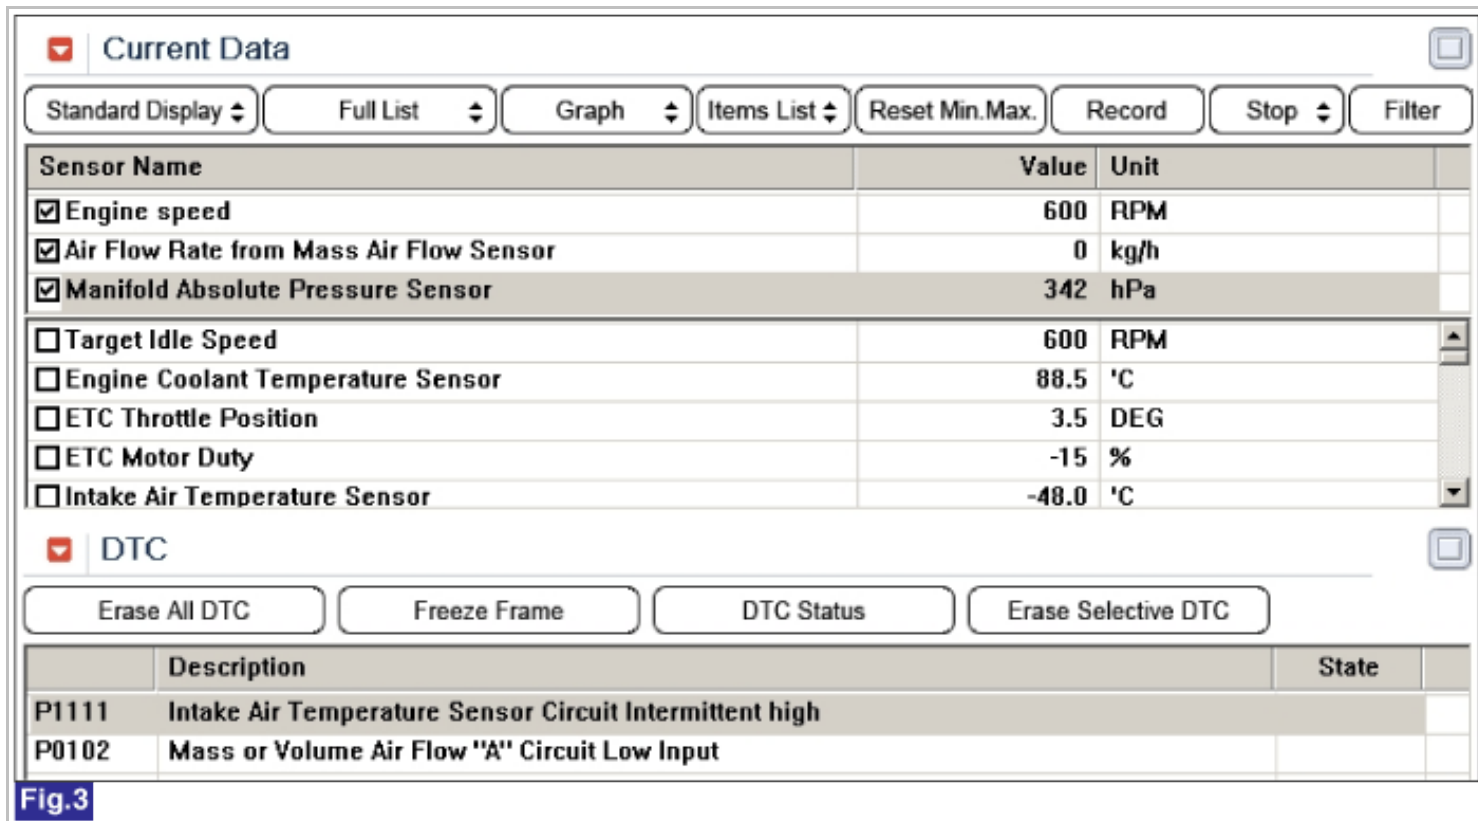 Current Data
Standard Display Full List Graph Items List Reset Min.Max. Record Stop Filter
Sensor Name Value Unit
Engine speed 600 RPM
Air Flow Rate from Mass Air Flow Sensor 0 kg/h
Manifold Absolute Pressure Sensor 342 hPa
Target Idle Speed 600 RPM
Engine Coolant Temperature Sensor 88.5 'C
ETC Throttle Position 3.5 DEG
ETC Motor Duty -15 %
Intake Air Temperature Sensor -48.0 'C
DTC
Erase All DTC Freeze Frame DTC Status Erase Selective DTC
Description State
P1111 Intake Air Temperature Sensor Circuit Intermittent high
P0102 Mass or Volume Air Flow "A" Circuit Low Input
Fig.3